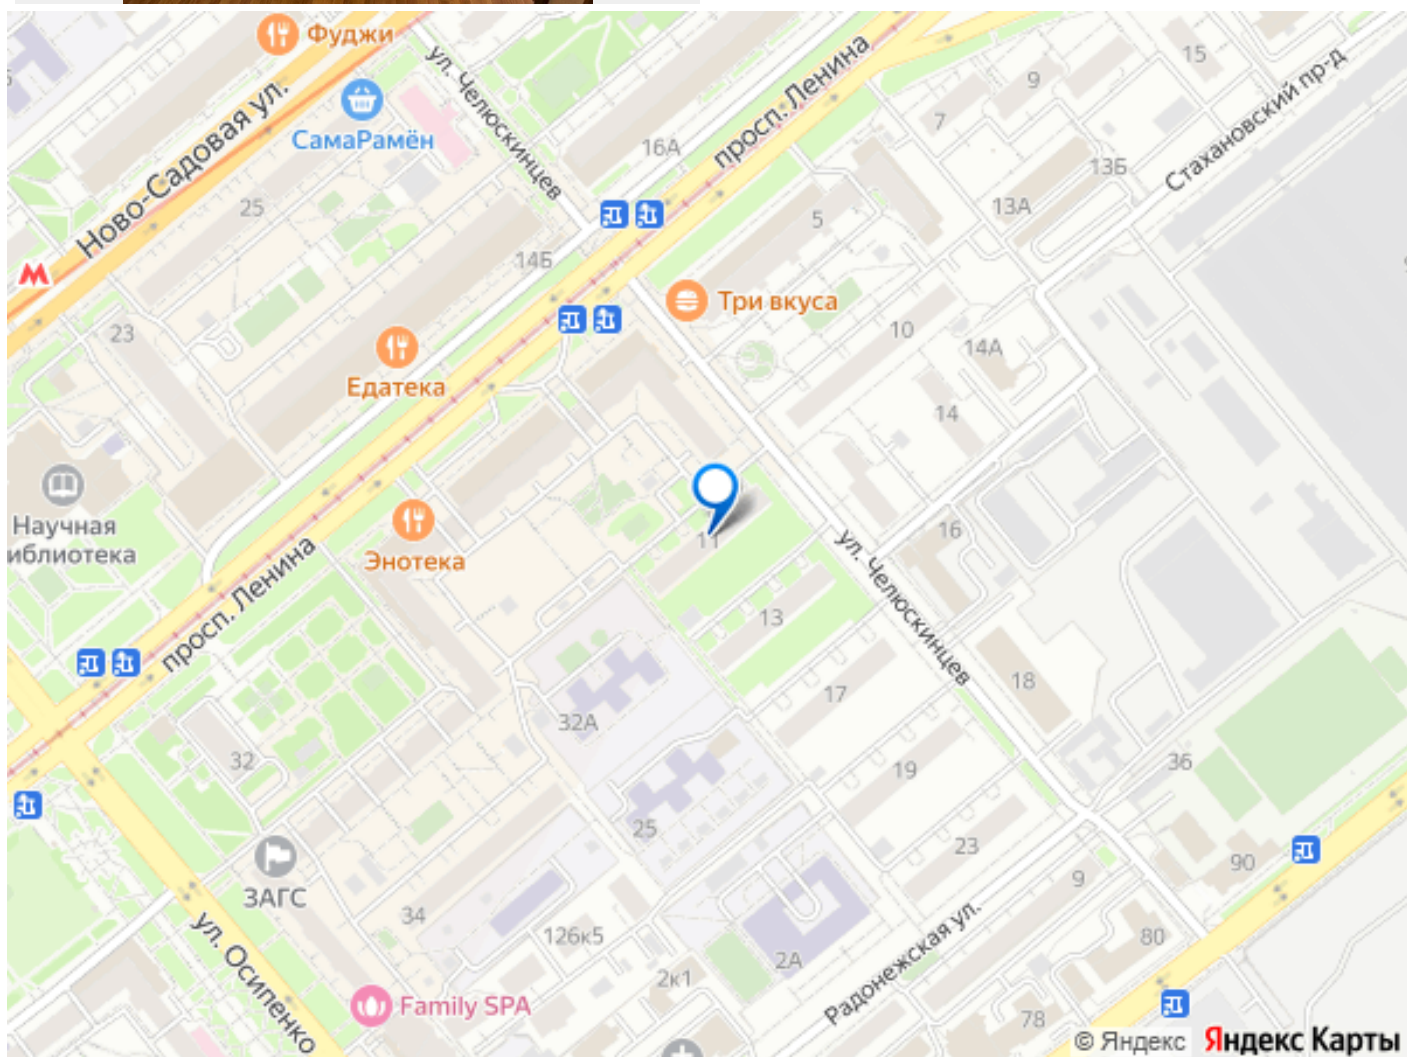 Фуджи
ул. Челюскинцев
просп. Ленина
9
15
Стахановский пр-д
СамаРамён
Ново-Садовая ул.
16А
7
13Б
25
5
13А
14Б
Три вкуса
23
10
14А
Едатека
14
Научная
иблиотека
Энотека
11
16
ул. Челюскинцев
просп. Ленина
13
32А
17
18
32
19
36
25
23
9
90
ЗАГС
34
126к5
80
ул. Осипенко
2А
2к1
Радонежская ул.
Family SPA
78
© Яндекс Яндекс Карты